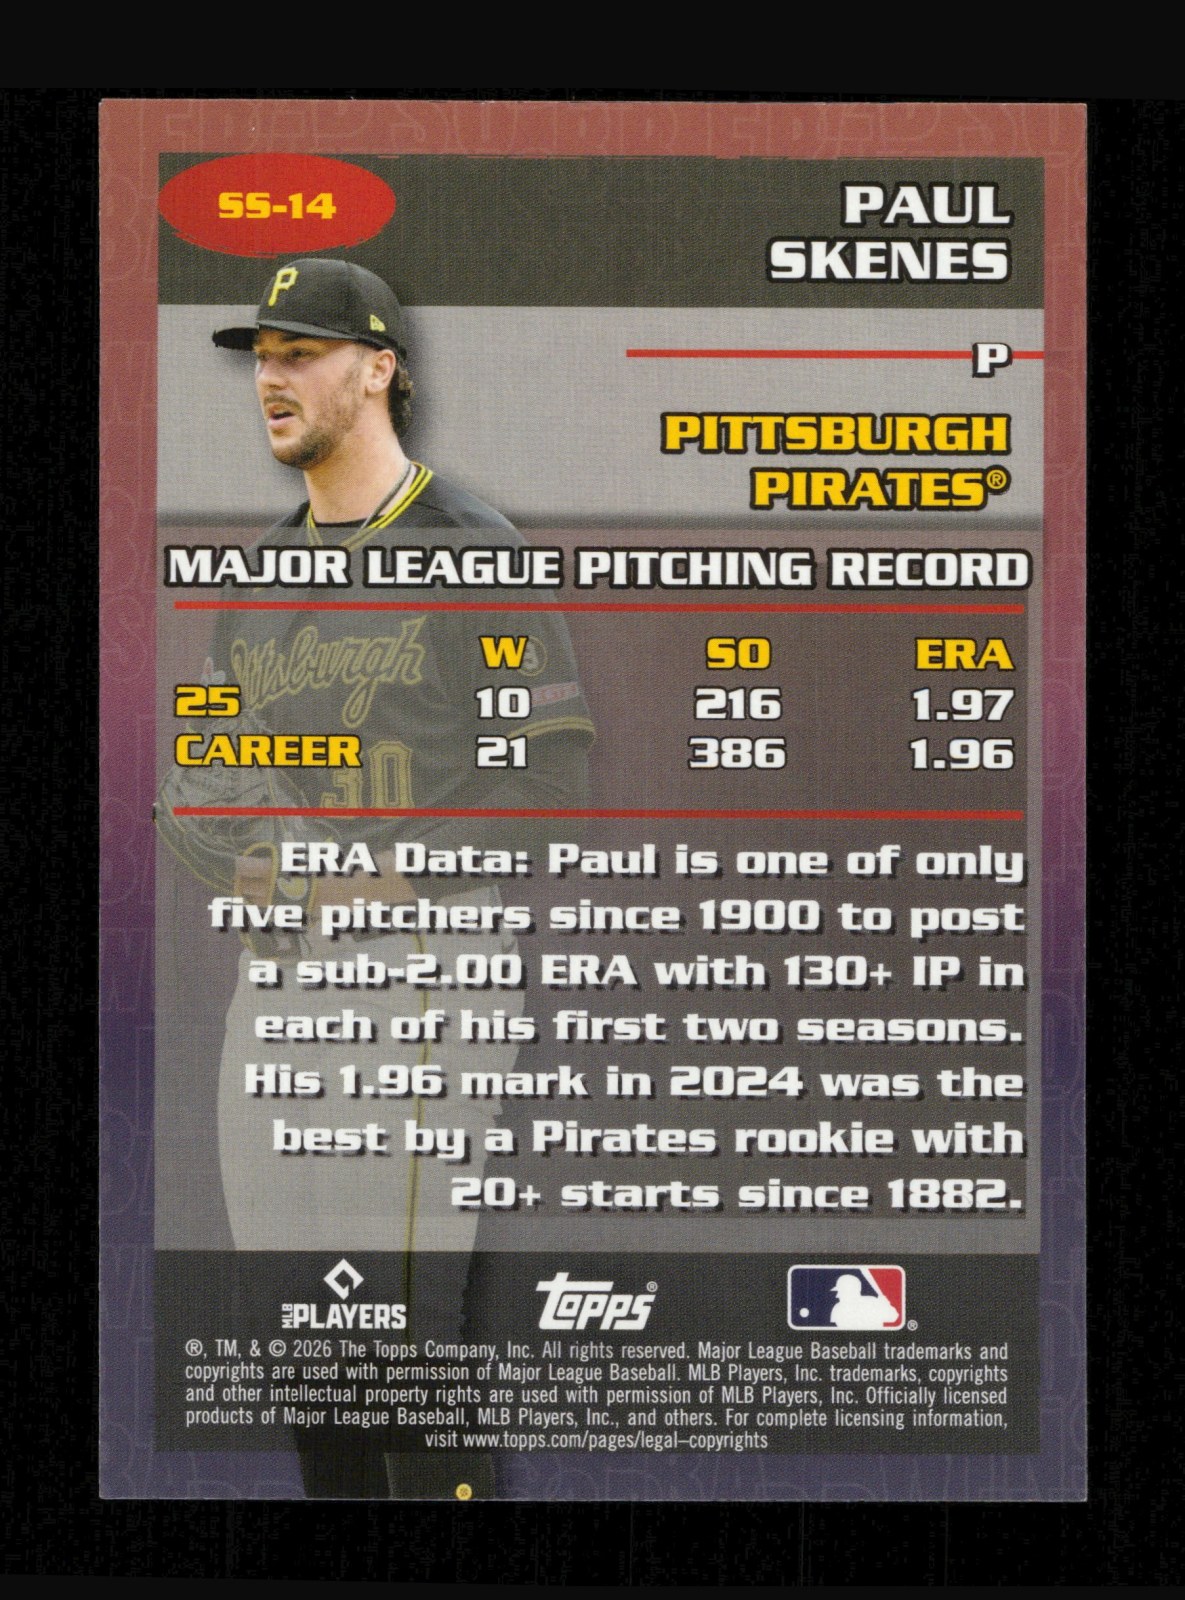 SS-14
PAUL
SKENES
P
PITTSBURGH
PIRATES®
MAJOR LEAGUE PITCHING RECORD
W SO ERA
25 10 216 1.97
CAREER 21 386 1.96
Pittsburgh
30
ERA Data: Paul is one of only
five pitchers since 1900 to post
a sub-2.00 ERA with 130+ IP in
each of his first two seasons.
His 1.96 mark in 2024 was the
best by a Pirates rookie with
20+ starts since 1882.
MLB PLAYERS Topps® ®
®, TM, & © 2026 The Topps Company, Inc. All rights reserved. Major League Baseball trademarks and
copyrights are used with permission of Major League Baseball. MLB Players, Inc. trademarks, copyrights
and other intellectual property rights are used with permission of MLB Players, Inc. Officially licensed
products of Major League Baseball, MLB Players, Inc., and others. For complete licensing information,
visit www.topps.com/pages/legal-copyrights